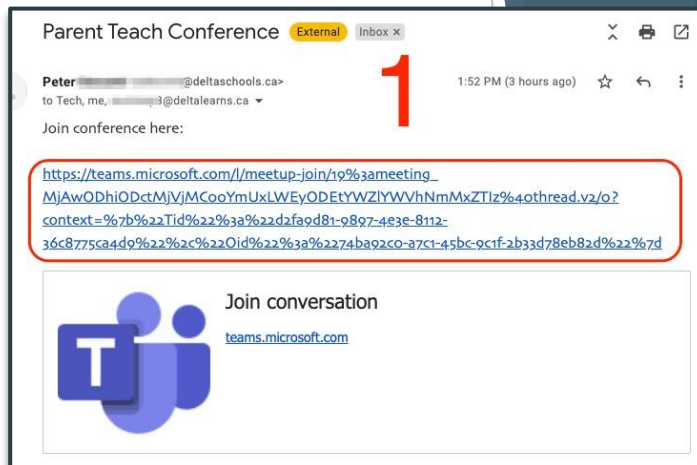 Parent Teach Conference External Inbox ×
1
Peter @deltaschools.ca> 1:52 PM (3 hours ago)
to Tech, me, 3@deltalearns.ca
Join conference here:
https://teams.microsoft.com/l/meetup-join/19%3ameeting_
MjAwODhiODctMjVjMC00YmUxLWEyODEtYWZlYWVhNmMxZTIz%40thread.v2/0?
context=%7b%22Tid%22%3a%22d2fa9d81-9897-4e3e-8112-
36c8775ca4d9%22%2c%22Oid%22%3a%2274ba92c0-a7c1-45bc-9c1f-2b33d78eb82d%22%7d
T
Join conversation
teams.microsoft.com